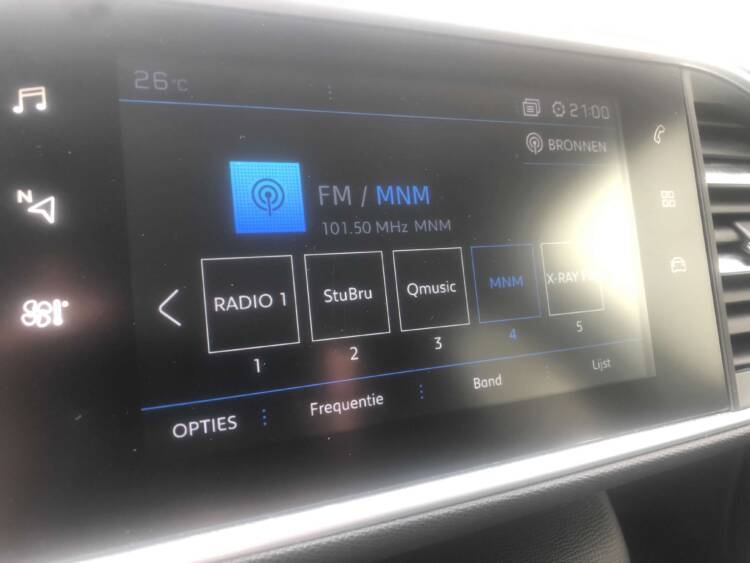 26°C
21:00
BRONNEN
FM / MNM
101.50 MHz MNM
RADIO 1
StuBru
Qmusic
MNM
X-RAY
1
2
3
4
5
OPTIES
Frequentie
Band
Lijst
N